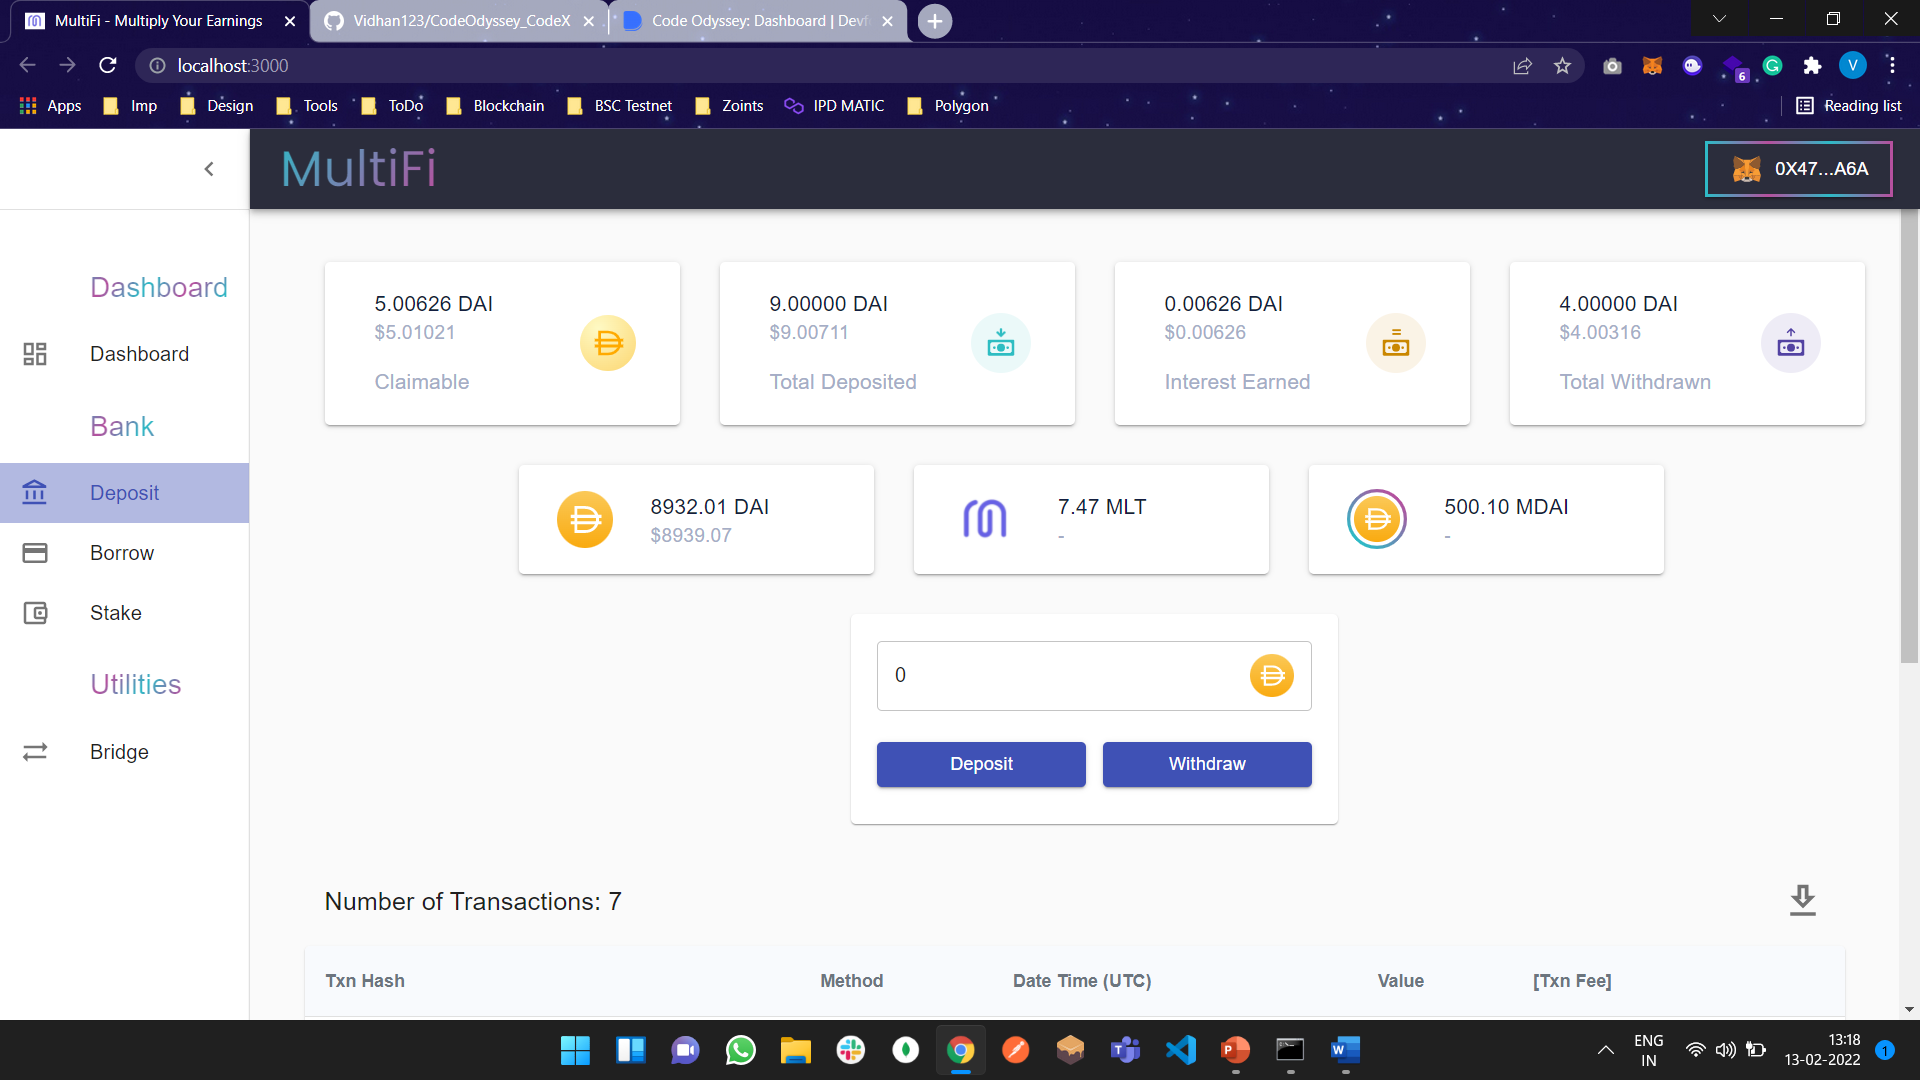 MultiFi - Multiply Your Earnings
Vidhan123/CodeOdyssey_CodeX
Code Odyssey: Dashboard | Devf
localhost:3000
6
V
Apps
Imp
Design
Tools
ToDo
Blockchain
BSC Testnet
Zoints
IPD MATIC
Polygon
Reading list
MultiFi
0X47...A6A
Dashboard
Dashboard
Bank
Deposit
Borrow
Stake
Utilities
Bridge
5.00626 DAI
$5.01021
Claimable
9.00000 DAI
$9.00711
Total Deposited
0.00626 DAI
$0.00626
Interest Earned
4.00000 DAI
$4.00316
Total Withdrawn
8932.01 DAI
$8939.07
7.47 MLT
-
500.10 MDAI
-
0
Deposit
Withdraw
Number of Transactions: 7
Txn Hash
Method
Date Time (UTC)
Value
[Txn Fee]
ENG
IN
13:18
13-02-2022
1